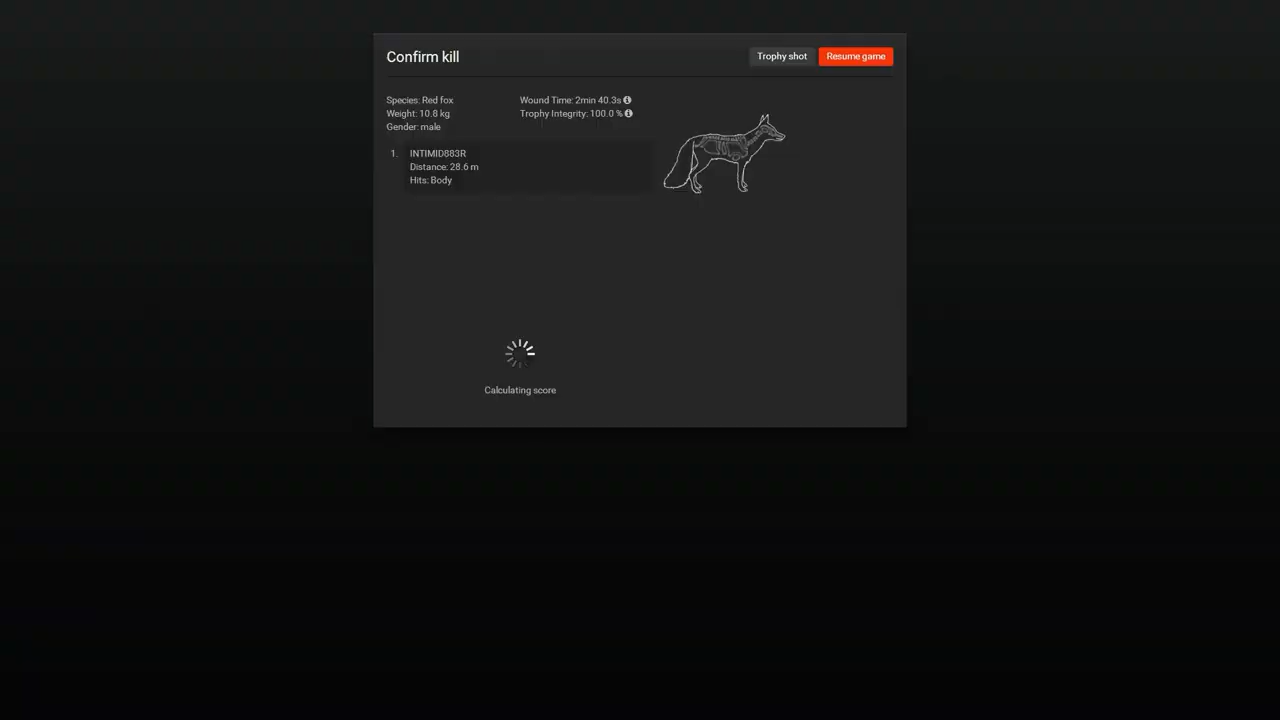 Confirm kill
Trophy shot
Resume game
Species: Red fox
Weight: 10.8 kg
Gender: male
Wound Time: 2min 40.3s
Trophy Integrity: 100.0 %
1.
INTIMID883R
Distance: 28.6 m
Hits: Body
Calculating score